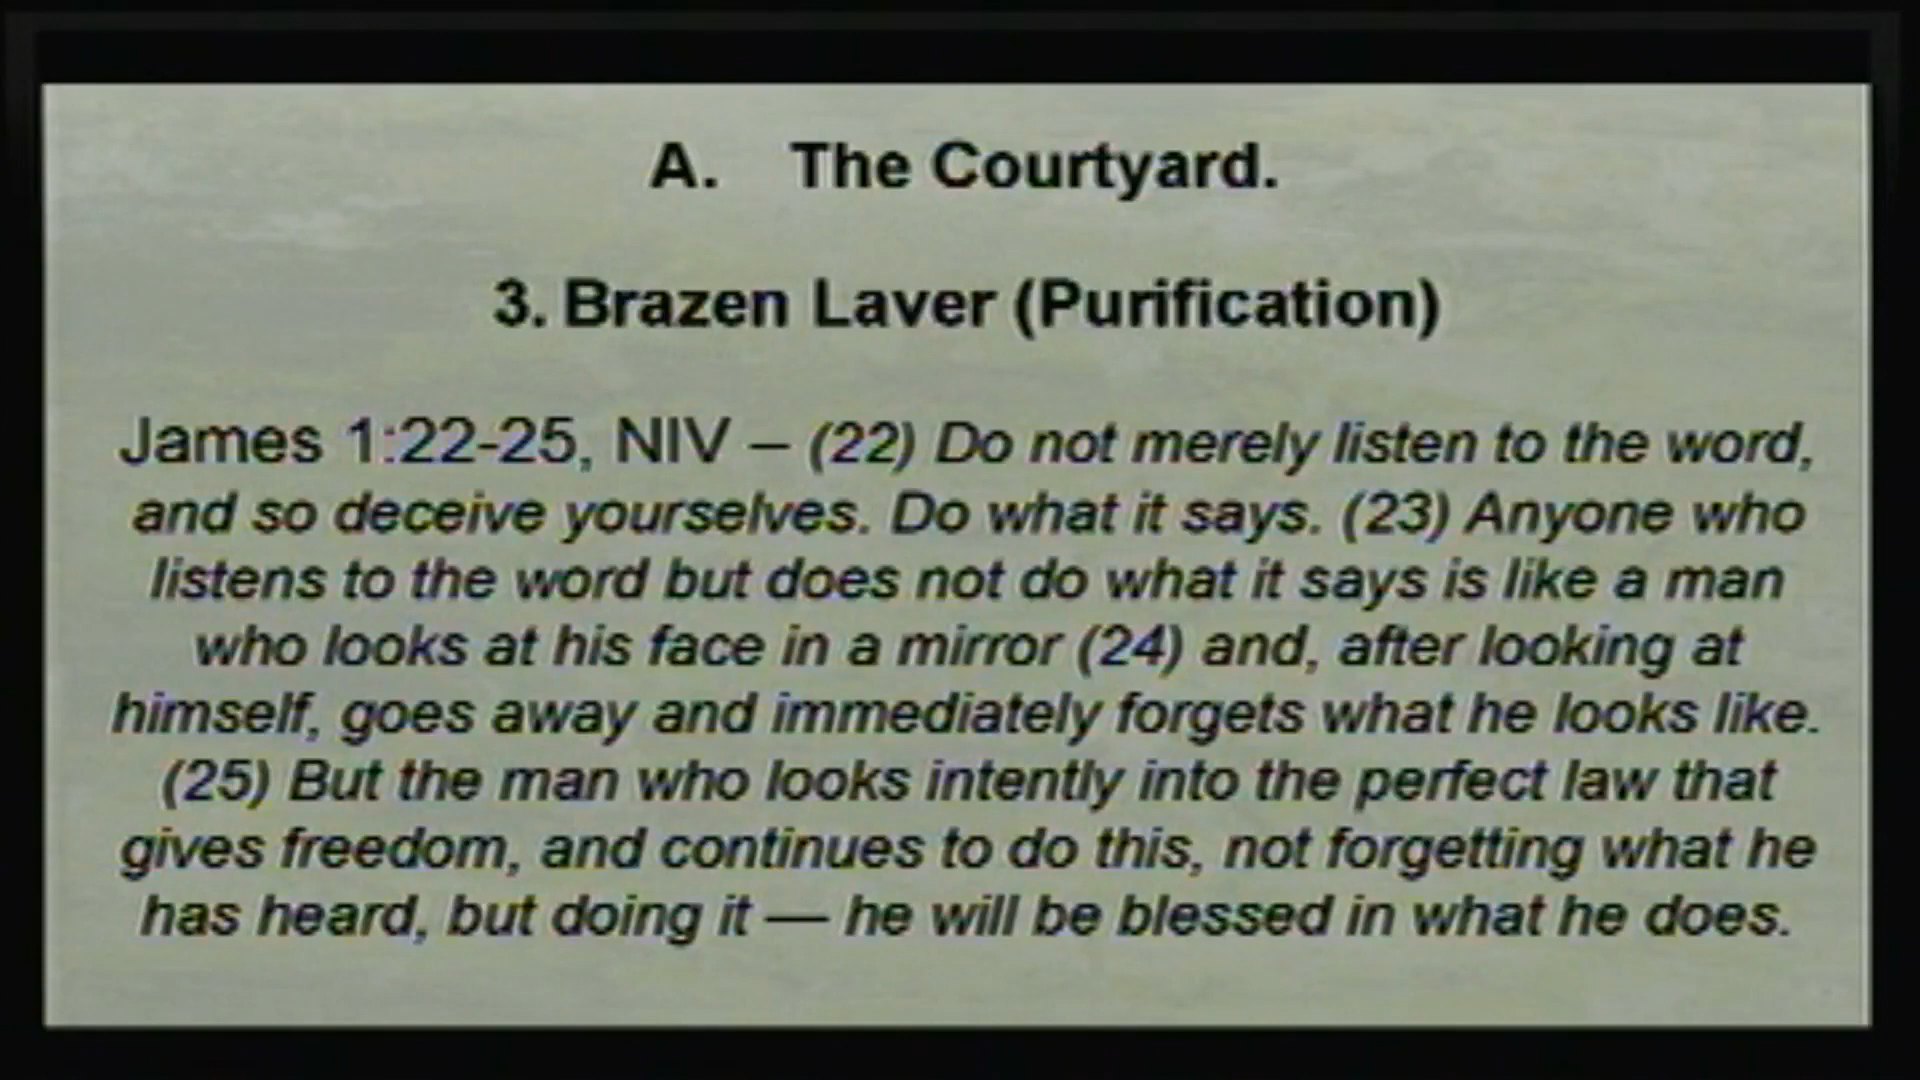 A. The Courtyard.
3. Brazen Laver (Purification)
James 1:22-25, NIV – (22) Do not merely listen to the word,
and so deceive yourselves. Do what it says. (23) Anyone who
listens to the word but does not do what it says is like a man
who looks at his face in a mirror (24) and, after looking at
himself, goes away and immediately forgets what he looks like.
(25) But the man who looks intently into the perfect law that
gives freedom, and continues to do this, not forgetting what he
has heard, but doing it — he will be blessed in what he does.